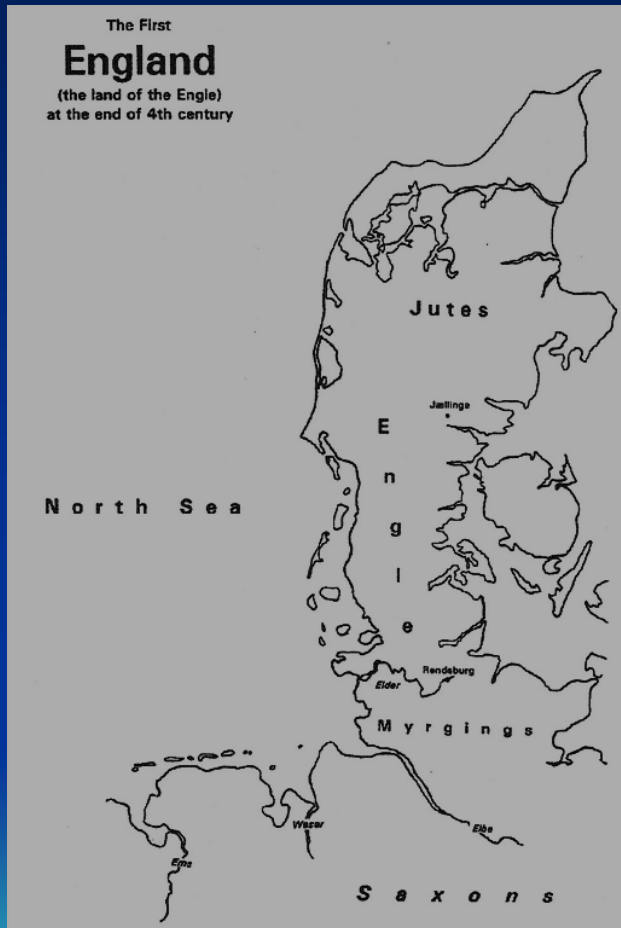 The First
England
(the land of the Engle)
at the end of 4th century
Jutes
Jællinge
Engle
North Sea
Rendsburg
Eider
Myrgings
Weser
Elbe
Ems
Saxons